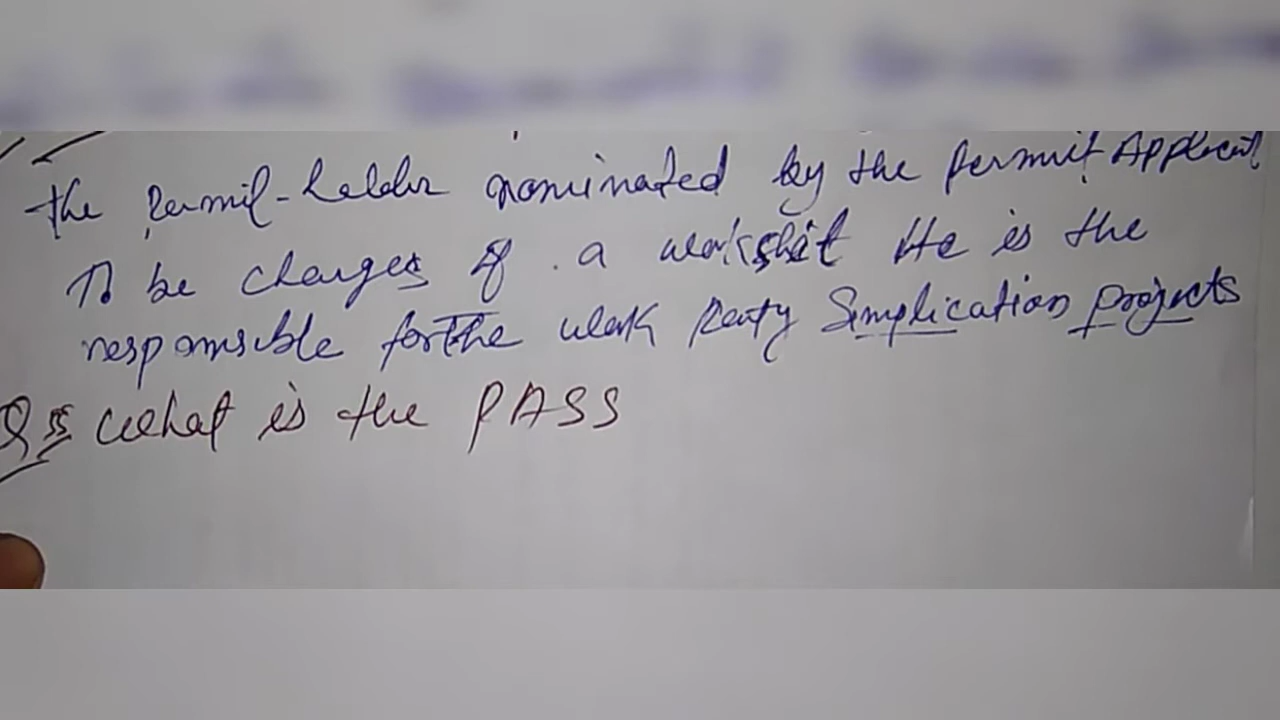 the Permit-holder nominated by the Permit Applicant
To be charges of a workshit He is the
responsible for the work Party Simplication projects
Q what is the PASS